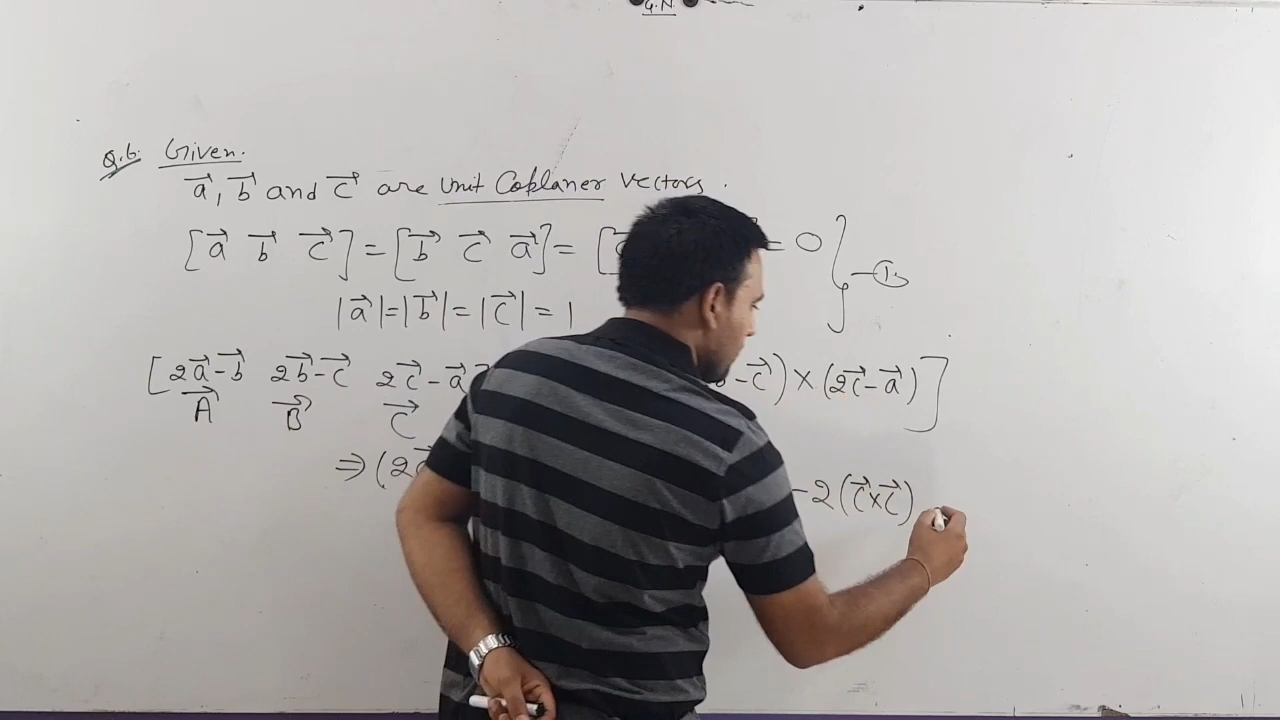 G.N.
Q.6. Given.
a⃗, b⃗ and c⃗ are unit Coplaner vectors.
[a⃗ b⃗ c⃗] = [b⃗ c⃗ a⃗] = [ = 0 } — ①
|a⃗| = |b⃗| = |c⃗| = 1
[2a⃗-b⃗ 2b⃗-c⃗ 2c⃗-a⃗] -c⃗) × (2c⃗-a⃗)]
A⃗ B⃗ C⃗
⇒ (2 -2(c⃗×c⃗)